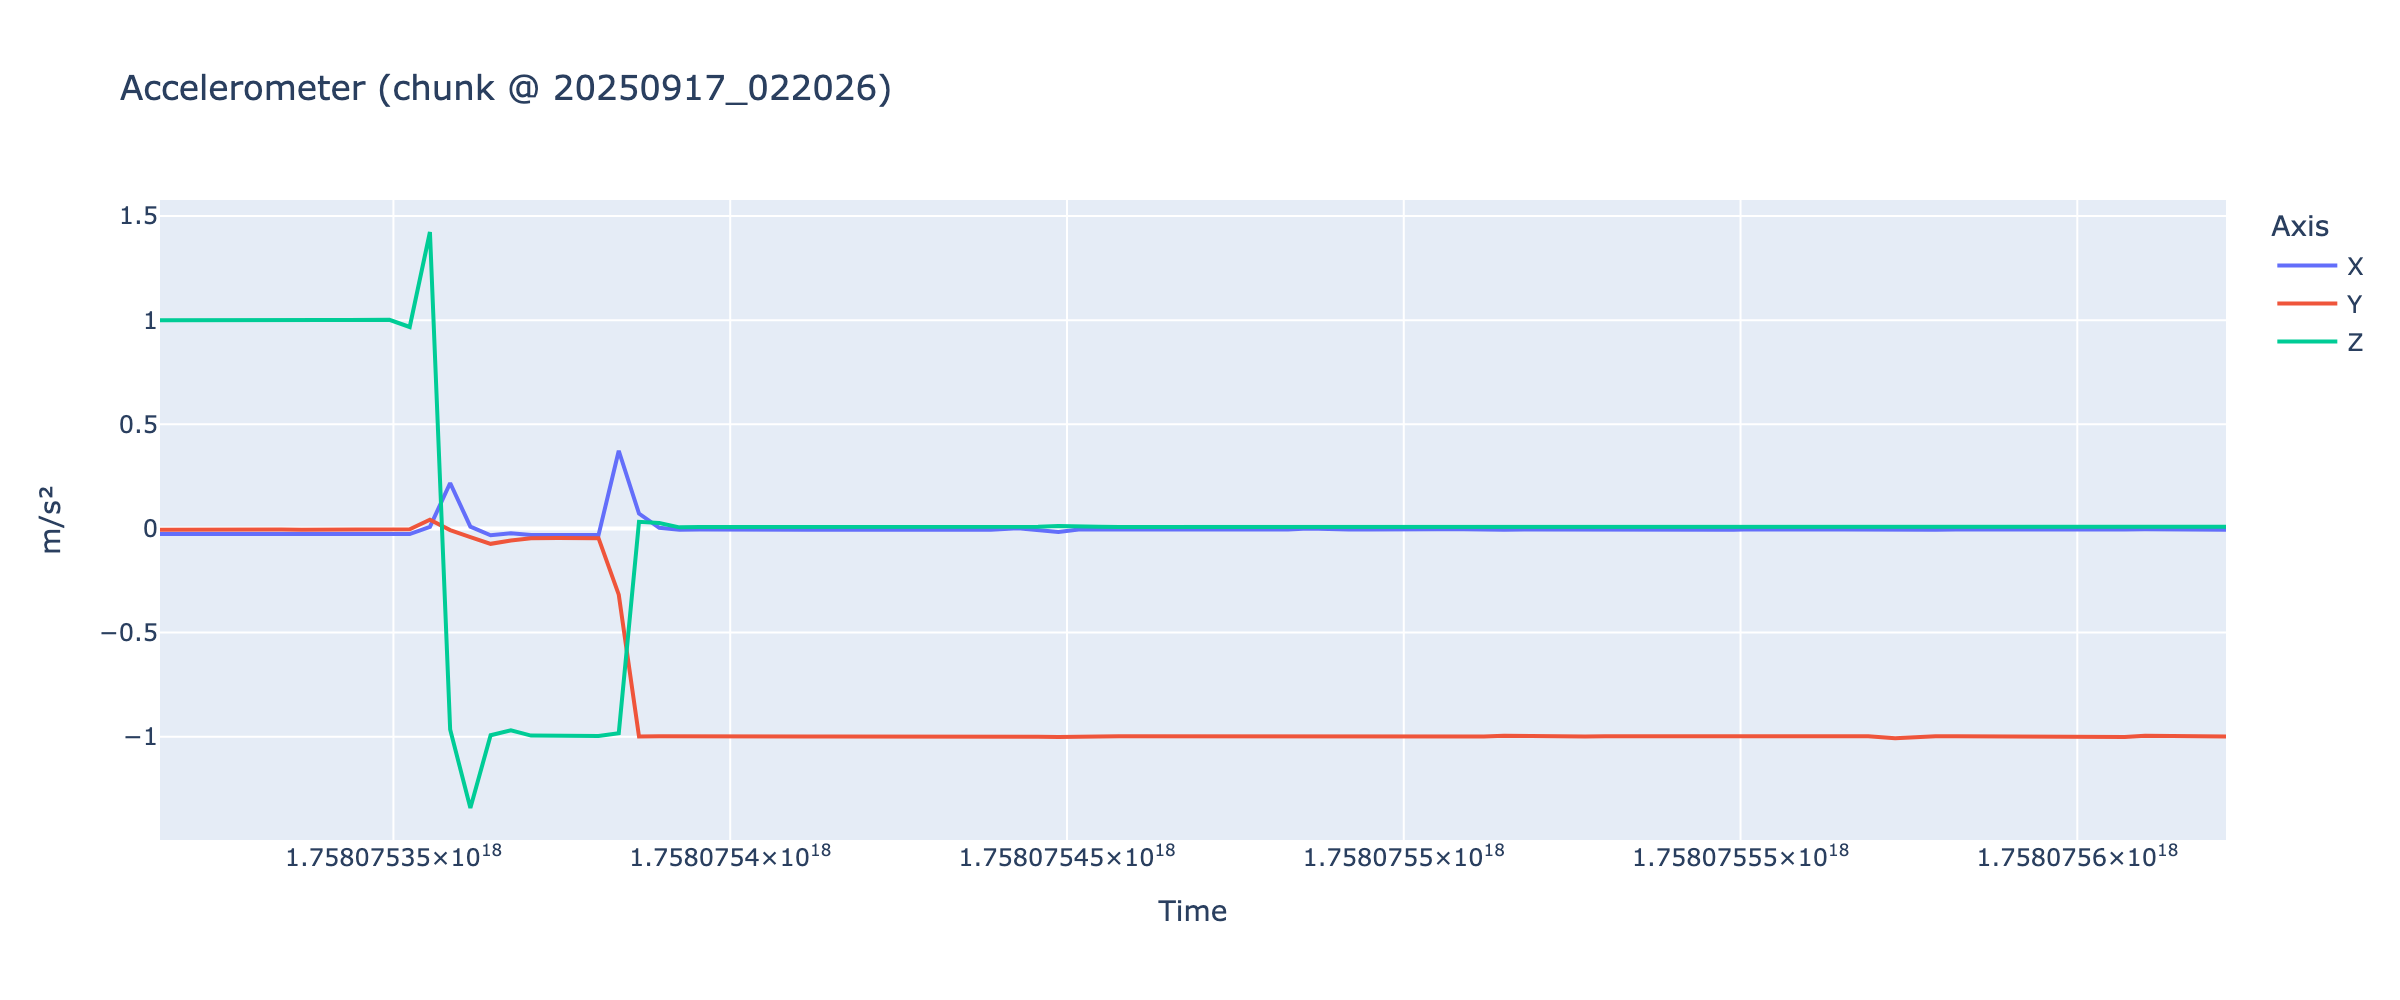 Accelerometer (chunk @ 20250917_022026)
1.5
1
0.5
0
−0.5
−1
m/s²
1.75807535×10¹⁸
1.7580754×10¹⁸
1.75807545×10¹⁸
1.7580755×10¹⁸
1.75807555×10¹⁸
1.7580756×10¹⁸
Time
Axis
X
Y
Z